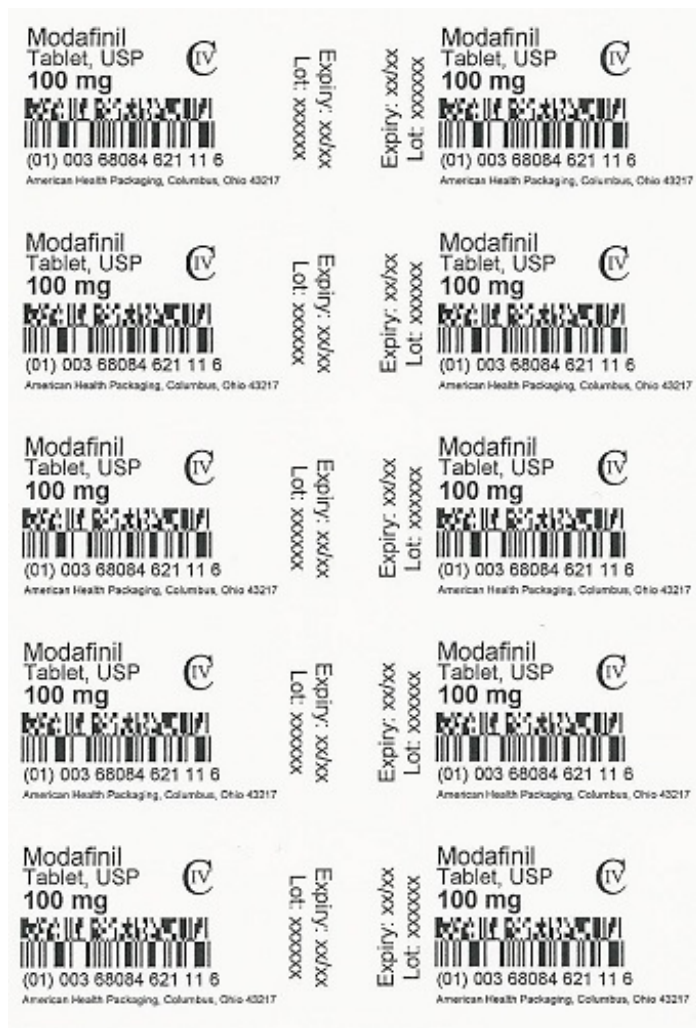 Modafinil
Tablet, USP
CIV
100 mg
(01) 003 68084 621 11 6
American Health Packaging, Columbus, Ohio 43217
Expiry: xx/xx
Lot: xxxxxx
Expiry: xx/xx
Lot: xxxxxx
Modafinil
Tablet, USP
CIV
100 mg
(01) 003 68084 621 11 6
American Health Packaging, Columbus, Ohio 43217
Modafinil
Tablet, USP
CIV
100 mg
(01) 003 68084 621 11 6
American Health Packaging, Columbus, Ohio 43217
Expiry: xx/xx
Lot: xxxxxx
Expiry: xx/xx
Lot: xxxxxx
Modafinil
Tablet, USP
CIV
100 mg
(01) 003 68084 621 11 6
American Health Packaging, Columbus, Ohio 43217
Modafinil
Tablet, USP
CIV
100 mg
(01) 003 68084 621 11 6
American Health Packaging, Columbus, Ohio 43217
Expiry: xx/xx
Lot: xxxxxx
Expiry: xx/xx
Lot: xxxxxx
Modafinil
Tablet, USP
CIV
100 mg
(01) 003 68084 621 11 6
American Health Packaging, Columbus, Ohio 43217
Modafinil
Tablet, USP
CIV
100 mg
(01) 003 68084 621 11 6
American Health Packaging, Columbus, Ohio 43217
Expiry: xx/xx
Lot: xxxxxx
Expiry: xx/xx
Lot: xxxxxx
Modafinil
Tablet, USP
CIV
100 mg
(01) 003 68084 621 11 6
American Health Packaging, Columbus, Ohio 43217
Modafinil
Tablet, USP
CIV
100 mg
(01) 003 68084 621 11 6
American Health Packaging, Columbus, Ohio 43217
Expiry: xx/xx
Lot: xxxxxx
Expiry: xx/xx
Lot: xxxxxx
Modafinil
Tablet, USP
CIV
100 mg
(01) 003 68084 621 11 6
American Health Packaging, Columbus, Ohio 43217